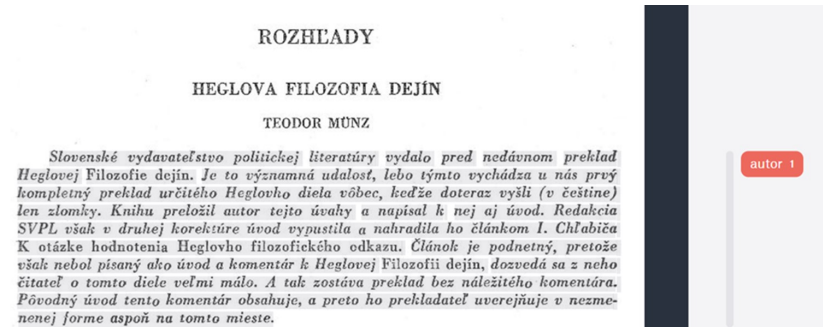 ROZHĽADY
HEGLOVA FILOZOFIA DEJÍN
TEODOR MÜNZ
Slovenské vydavateľstvo politickej literatúry vydalo pred nedávnom preklad
Heglovej Filozofie dejín. Je to významná udalosť, lebo týmto vychádza u nás prvý
kompletný preklad určitého Heglovho diela vôbec, keďže doteraz vyšli (v češtine)
len zlomky. Knihu preložil autor tejto úvahy a napísal k nej aj úvod. Redakcia
SVPL však v druhej korektúre úvod vypustila a nahradila ho článkom I. Chľabiča
K otázke hodnotenia Heglovho filozofického odkazu. Článok je podnetný, pretože
však nebol písaný ako úvod a komentár k Heglovej Filozofii dejín, dozvedá sa z neho
čitateľ o tomto diele veľmi málo. A tak zostáva preklad bez náležitého komentára.
Pôvodný úvod tento komentár obsahuje, a preto ho prekladateľ uverejňuje v nezme-
nenej forme aspoň na tomto mieste.
autor 1